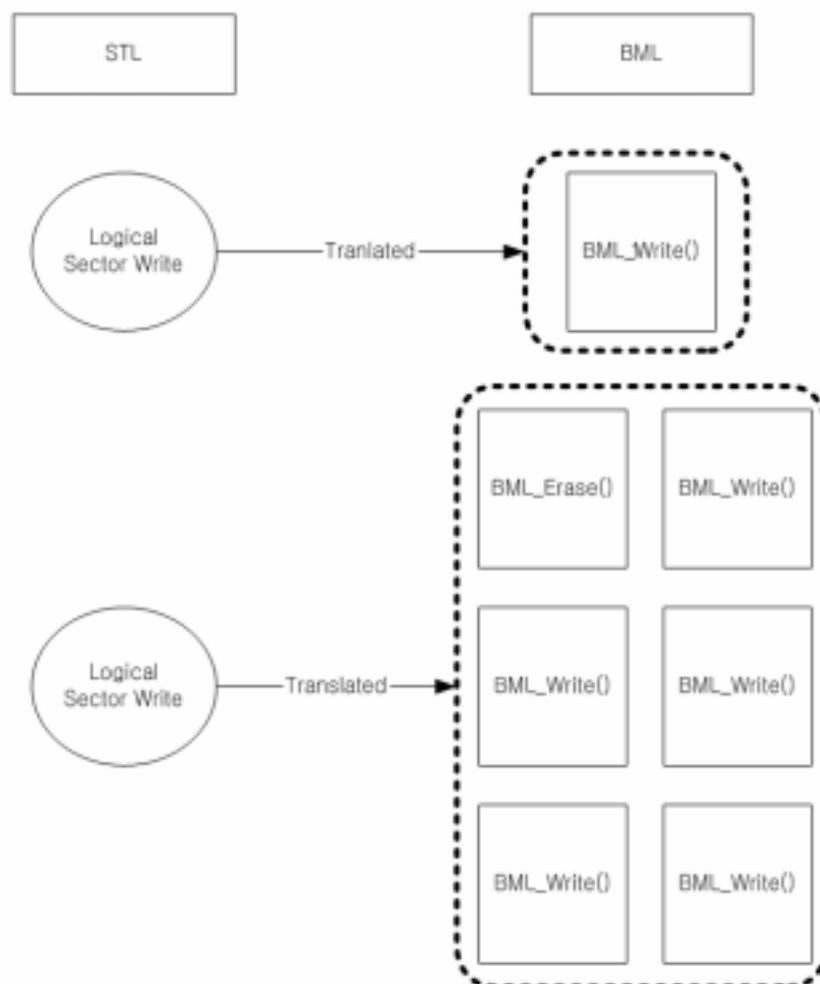 STL
BML
Logical
Sector Write
Tranlated
BML_Write()
BML_Erase()
BML_Write()
Logical
Sector Write
Translated
BML_Write()
BML_Write()
BML_Write()
BML_Write()